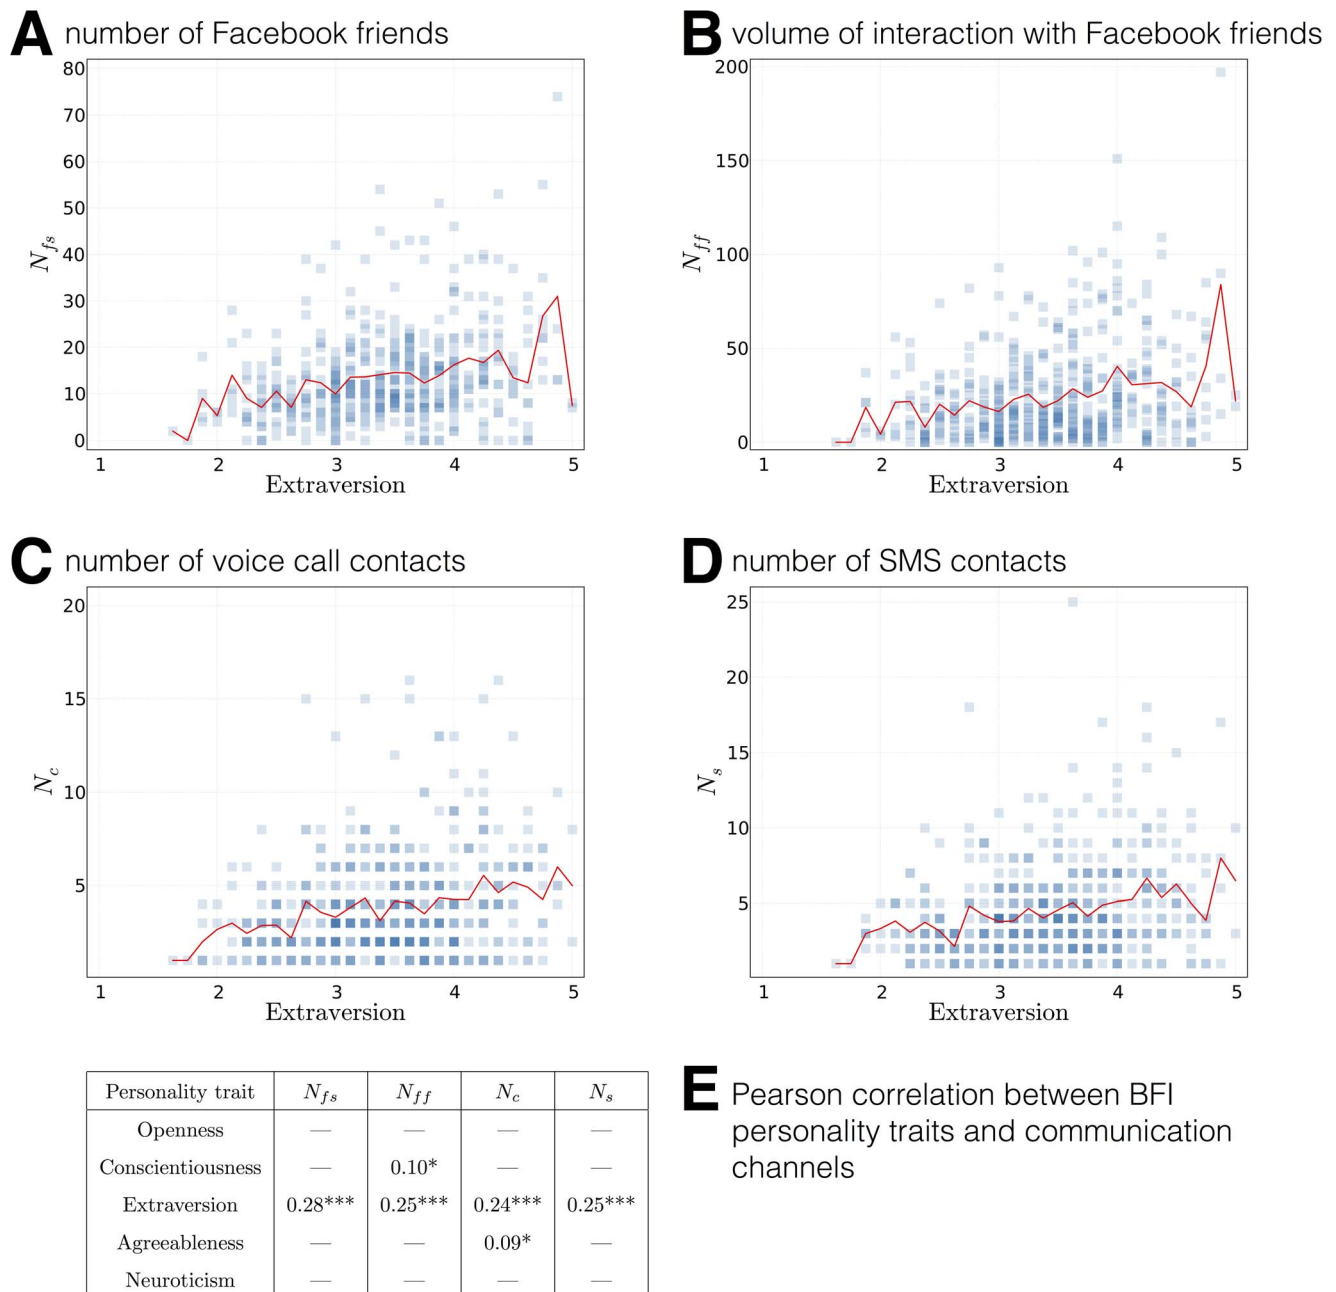 A number of Facebook friends
80
70
60
50
40
30
20
10
0
N_fs
1 2 3 4 5
Extraversion
B volume of interaction with Facebook friends
200
150
100
50
0
N_ff
1 2 3 4 5
Extraversion
C number of voice call contacts
20
15
10
5
N_c
1 2 3 4 5
Extraversion
D number of SMS contacts
25
20
15
10
5
N_s
1 2 3 4 5
Extraversion
Personality trait N_fs N_ff N_c N_s
Openness — — — —
Conscientiousness — 0.10* — —
Extraversion 0.28*** 0.25*** 0.24*** 0.25***
Agreeableness — — 0.09* —
Neuroticism — — — —
E Pearson correlation between BFI
personality traits and communication
channels